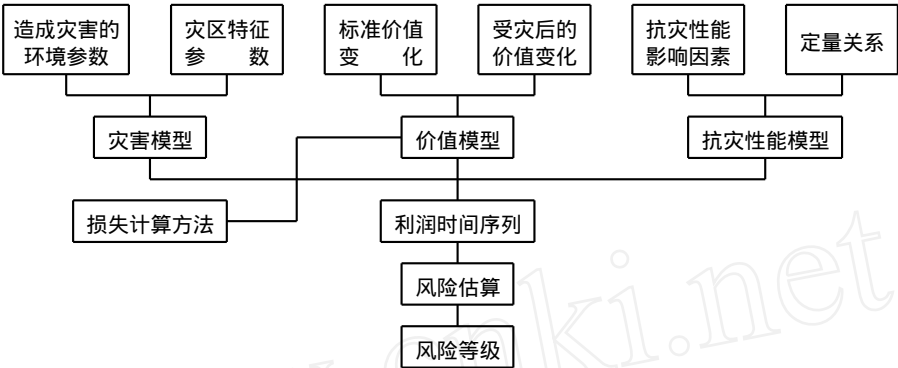 造成灾害的
环境参数
灾区特征
参 数
标准价值
变 化
受灾后的
价值变化
抗灾性能
影响因素
定量关系
灾害模型
价值模型
抗灾性能模型
损失计算方法
利润时间序列
风险估算
风险等级